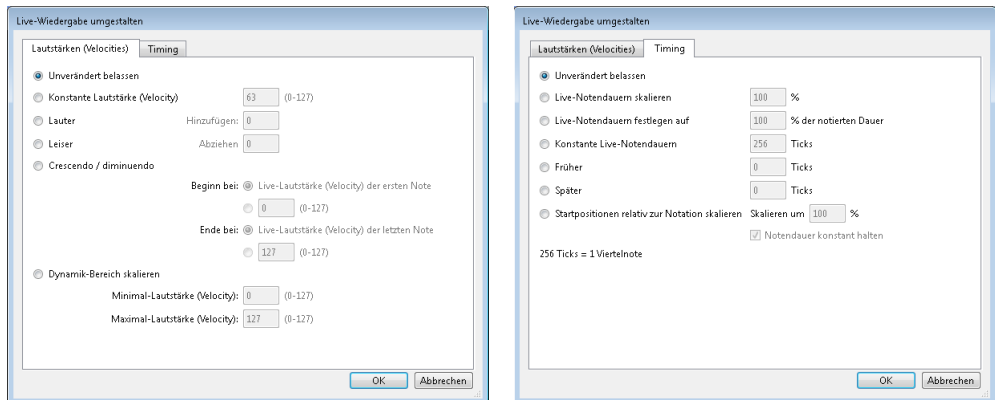 Live-Wiedergabe umgestalten
Lautstärken (Velocities) Timing
Unverändert belassen
Konstante Lautstärke (Velocity) 63 (0-127)
Lauter Hinzufügen: 0
Leiser Abziehen 0
Crescendo / diminuendo
Beginn bei: Live-Lautstärke (Velocity) der ersten Note
0 (0-127)
Ende bei: Live-Lautstärke (Velocity) der letzten Note
127 (0-127)
Dynamik-Bereich skalieren
Minimal-Lautstärke (Velocity): 0 (0-127)
Maximal-Lautstärke (Velocity): 127 (0-127)
OK Abbrechen
Live-Wiedergabe umgestalten
Lautstärken (Velocities) Timing
Unverändert belassen
Live-Notendauern skalieren 100 %
Live-Notendauern festlegen auf 100 % der notierten Dauer
Konstante Live-Notendauern 256 Ticks
Früher 0 Ticks
Später 0 Ticks
Startpositionen relativ zur Notation skalieren Skalieren um 100 %
Notendauer konstant halten
256 Ticks = 1 Viertelnote
OK Abbrechen